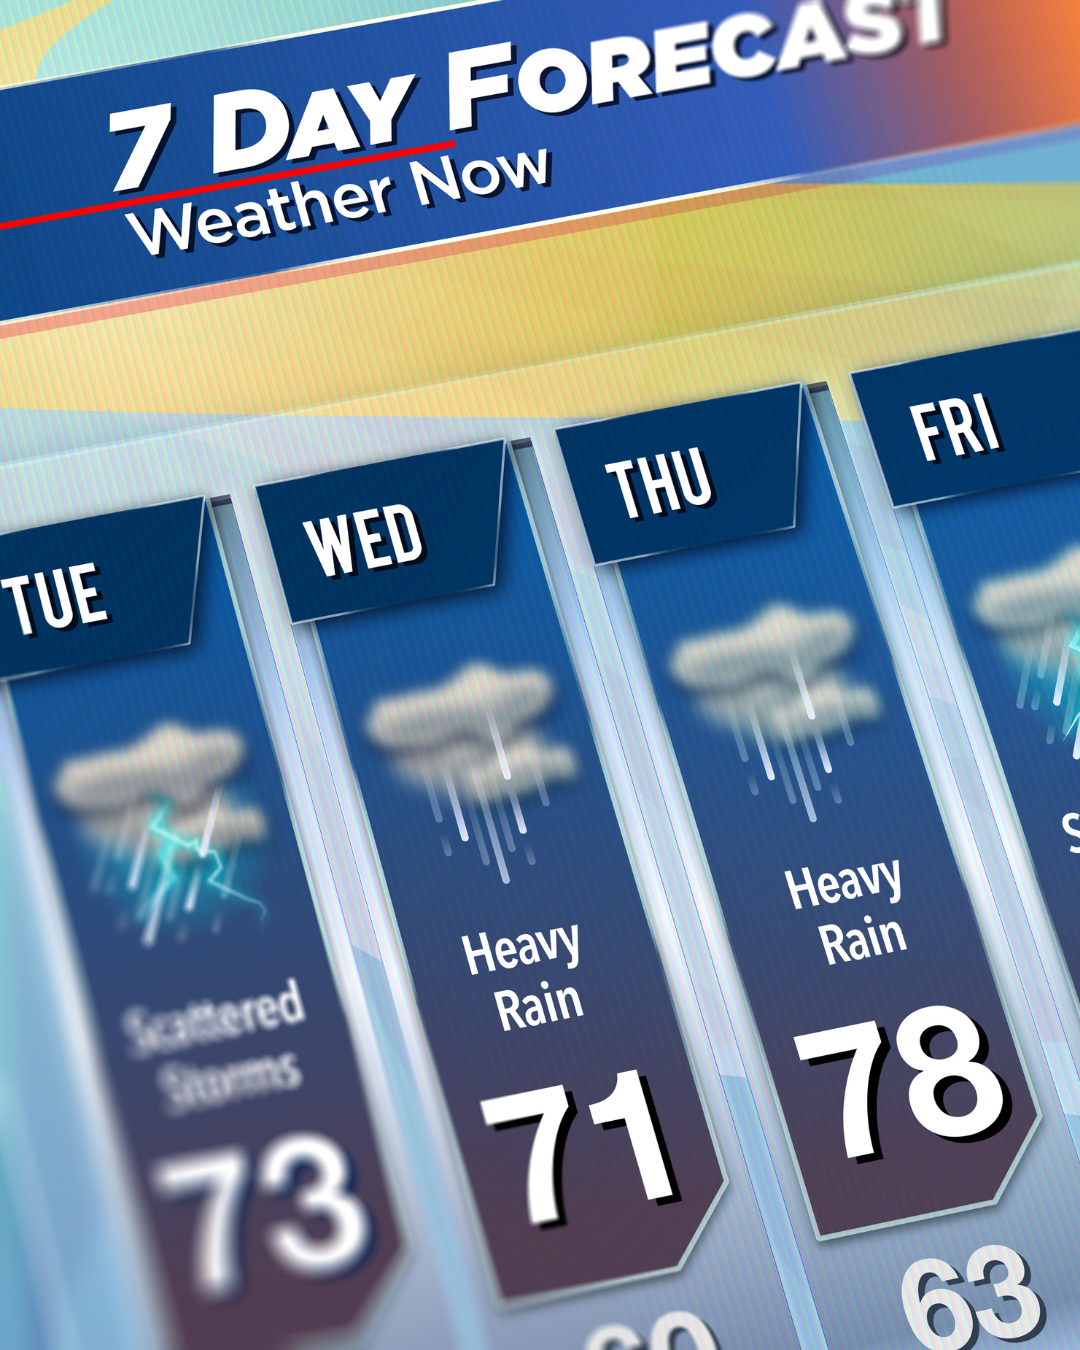 7 DAY FORECAST
Weather Now
TUE
Scattered
Storms
73
WED
Heavy
Rain
71
THU
Heavy
Rain
78
63
FRI
S